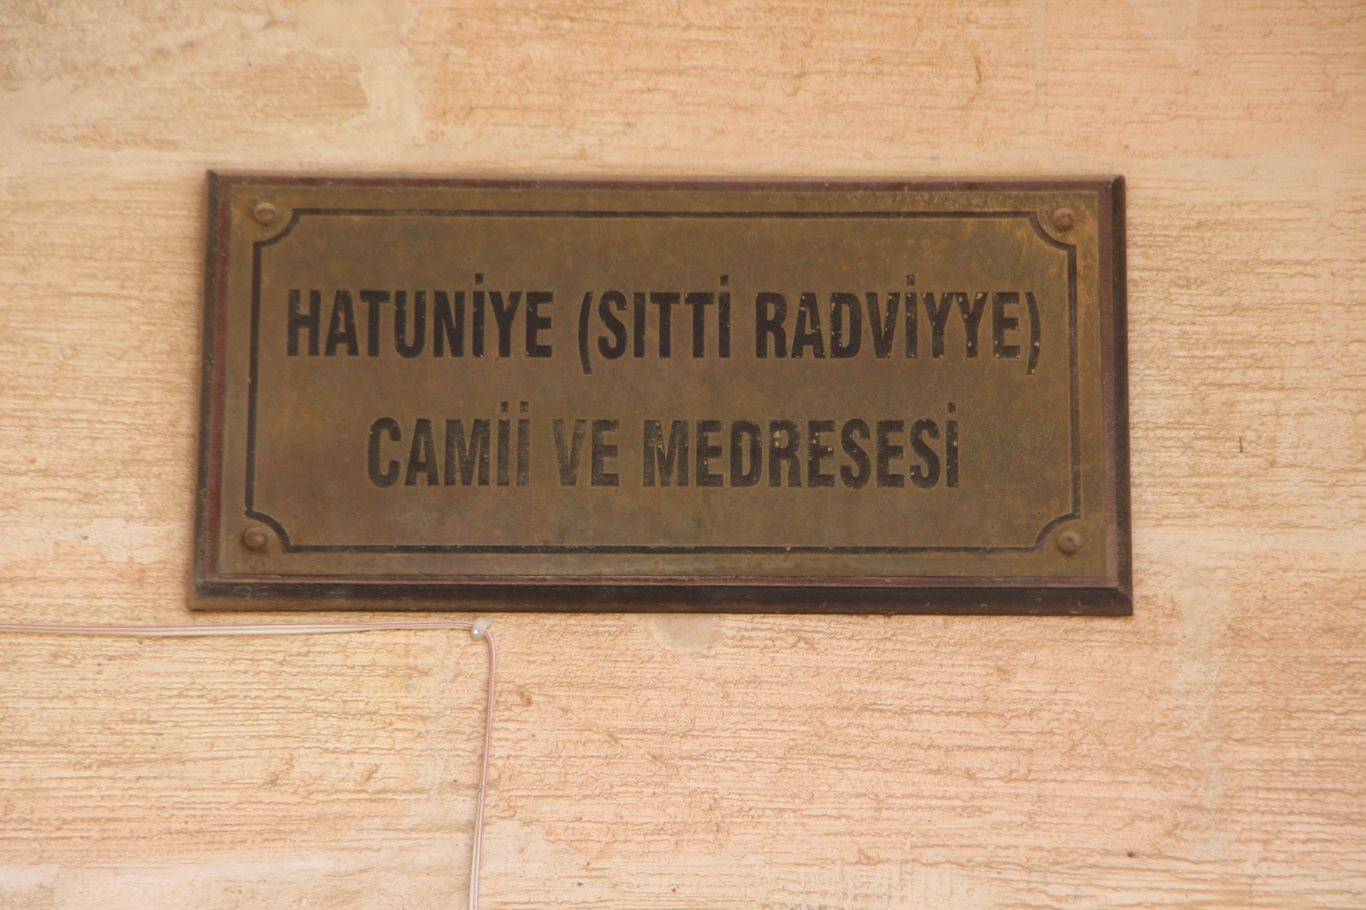 HATUNİYE (SITTİ RADVİYYE)
CAMİİ VE MEDRESESİ